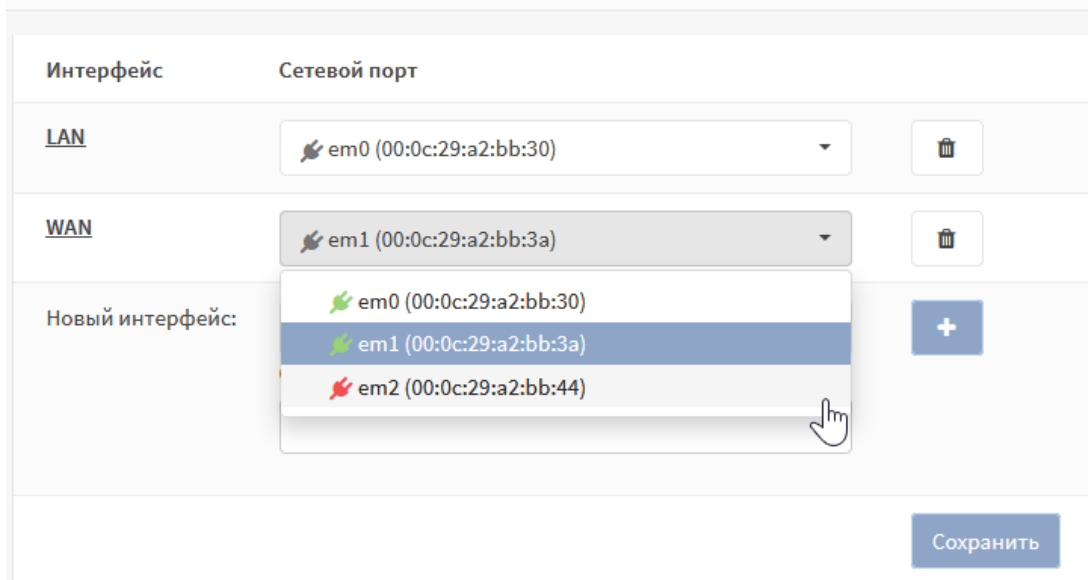 Интерфейс Сетевой порт
LAN em0 (00:0c:29:a2:bb:30)
WAN em1 (00:0c:29:a2:bb:3a)
em0 (00:0c:29:a2:bb:30)
Новый интерфейс:
em1 (00:0c:29:a2:bb:3a)
em2 (00:0c:29:a2:bb:44)
Сохранить